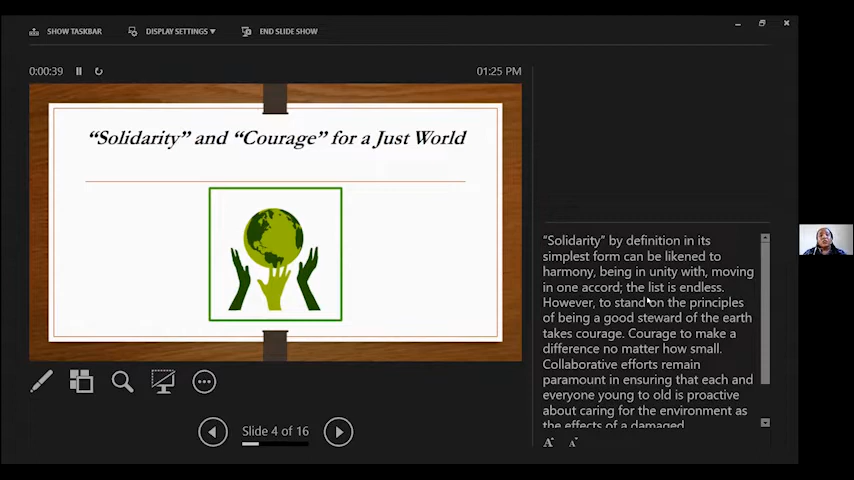 SHOW TASKBAR DISPLAY SETTINGS ▾ END SLIDE SHOW
0:00:39 01:25 PM
“Solidarity” and “Courage” for a Just World
“Solidarity” by definition in its
simplest form can be likened to
harmony, being in unity with, moving
in one accord; the list is endless.
However, to stand on the principles
of being a good steward of the earth
takes courage. Courage to make a
difference no matter how small.
Collaborative efforts remain
paramount in ensuring that each and
everyone young to old is proactive
about caring for the environment as
the effects of a damaged
Slide 4 of 16
A A